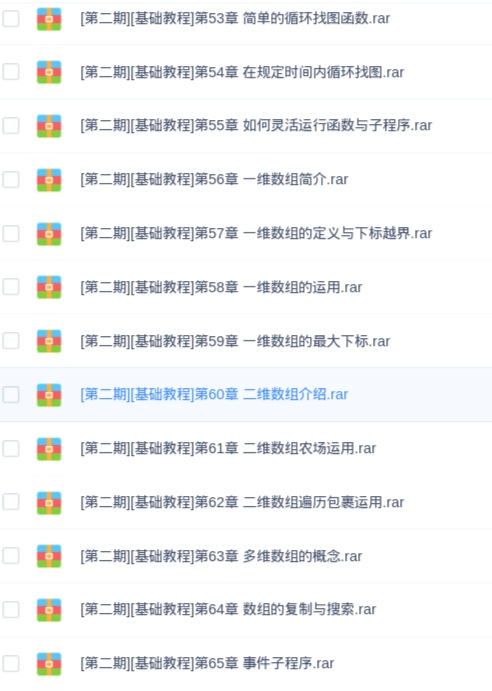 [第二期][基础教程]第53章 简单的循环找图函数.rar
[第二期][基础教程]第54章 在规定时间内循环找图.rar
[第二期][基础教程]第55章 如何灵活运行函数与子程序.rar
[第二期][基础教程]第56章 一维数组简介.rar
[第二期][基础教程]第57章 一维数组的定义与下标越界.rar
[第二期][基础教程]第58章 一维数组的运用.rar
[第二期][基础教程]第59章 一维数组的最大下标.rar
[第二期][基础教程]第60章 二维数组介绍.rar
[第二期][基础教程]第61章 二维数组农场运用.rar
[第二期][基础教程]第62章 二维数组遍历包裹运用.rar
[第二期][基础教程]第63章 多维数组的概念.rar
[第二期][基础教程]第64章 数组的复制与搜索.rar
[第二期][基础教程]第65章 事件子程序.rar